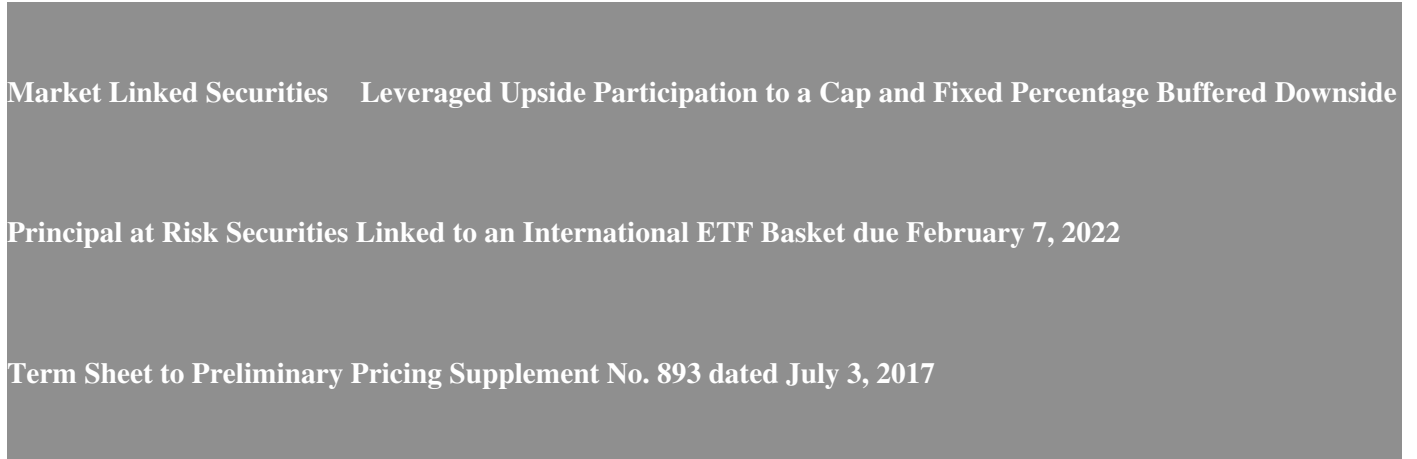 Market Linked Securities Leveraged Upside Participation to a Cap and Fixed Percentage Buffered Downside
Principal at Risk Securities Linked to an International ETF Basket due February 7, 2022
Term Sheet to Preliminary Pricing Supplement No. 893 dated July 3, 2017